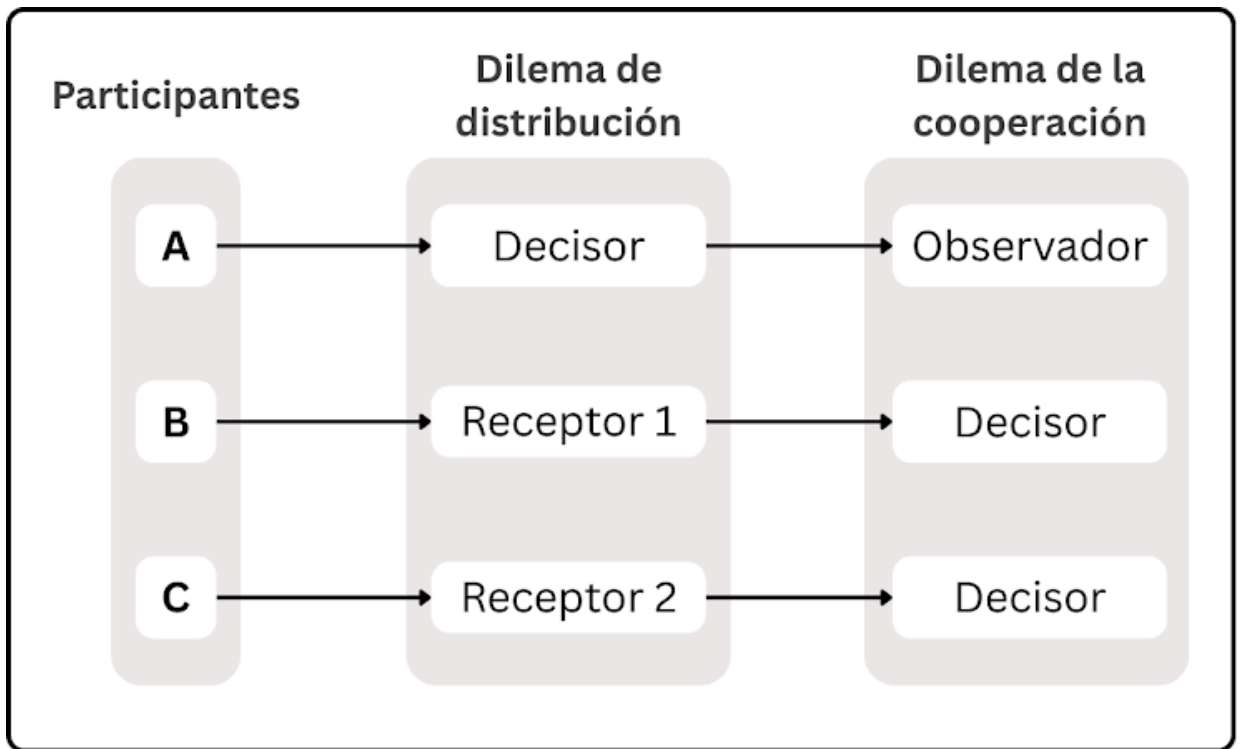 Participantes
Dilema de
distribución
Dilema de la
cooperación
A
Decisor
Observador
B
Receptor 1
Decisor
C
Receptor 2
Decisor